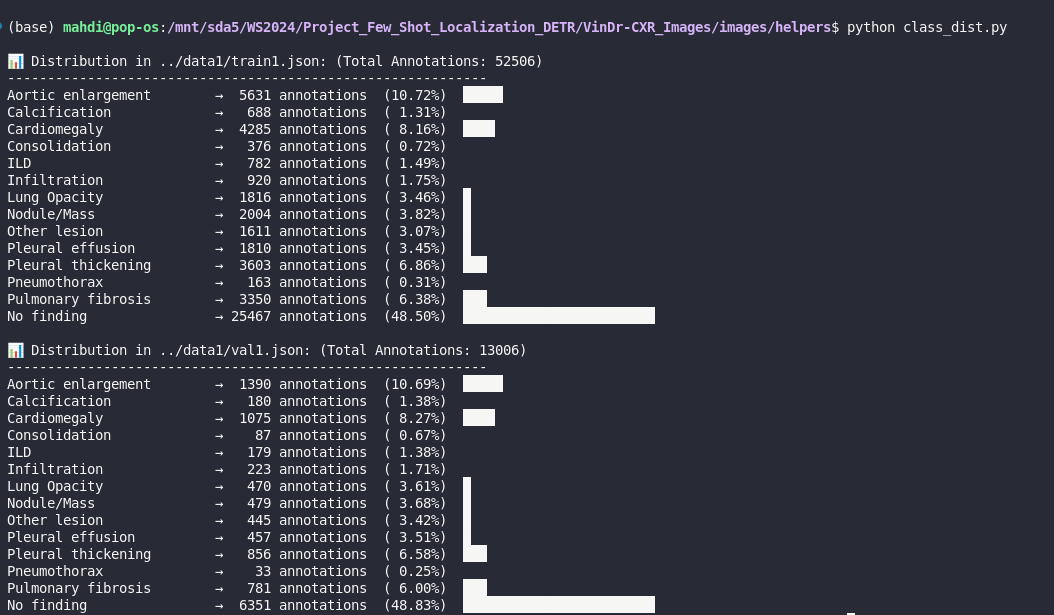 (base) mahdi@pop-os:/mnt/sda5/WS2024/Project_Few_Shot_Localization_DETR/VinDr-CXR_Images/images/helpers$ python class_dist.py
📊 Distribution in ../data1/train1.json: (Total Annotations: 52506)
------------------------------------------------------------
Aortic enlargement → 5631 annotations (10.72%)
Calcification → 688 annotations ( 1.31%)
Cardiomegaly → 4285 annotations ( 8.16%)
Consolidation → 376 annotations ( 0.72%)
ILD → 782 annotations ( 1.49%)
Infiltration → 920 annotations ( 1.75%)
Lung Opacity → 1816 annotations ( 3.46%)
Nodule/Mass → 2004 annotations ( 3.82%)
Other lesion → 1611 annotations ( 3.07%)
Pleural effusion → 1810 annotations ( 3.45%)
Pleural thickening → 3603 annotations ( 6.86%)
Pneumothorax → 163 annotations ( 0.31%)
Pulmonary fibrosis → 3350 annotations ( 6.38%)
No finding → 25467 annotations (48.50%)
📊 Distribution in ../data1/val1.json: (Total Annotations: 13006)
------------------------------------------------------------
Aortic enlargement → 1390 annotations (10.69%)
Calcification → 180 annotations ( 1.38%)
Cardiomegaly → 1075 annotations ( 8.27%)
Consolidation → 87 annotations ( 0.67%)
ILD → 179 annotations ( 1.38%)
Infiltration → 223 annotations ( 1.71%)
Lung Opacity → 470 annotations ( 3.61%)
Nodule/Mass → 479 annotations ( 3.68%)
Other lesion → 445 annotations ( 3.42%)
Pleural effusion → 457 annotations ( 3.51%)
Pleural thickening → 856 annotations ( 6.58%)
Pneumothorax → 33 annotations ( 0.25%)
Pulmonary fibrosis → 781 annotations ( 6.00%)
No finding → 6351 annotations (48.83%)